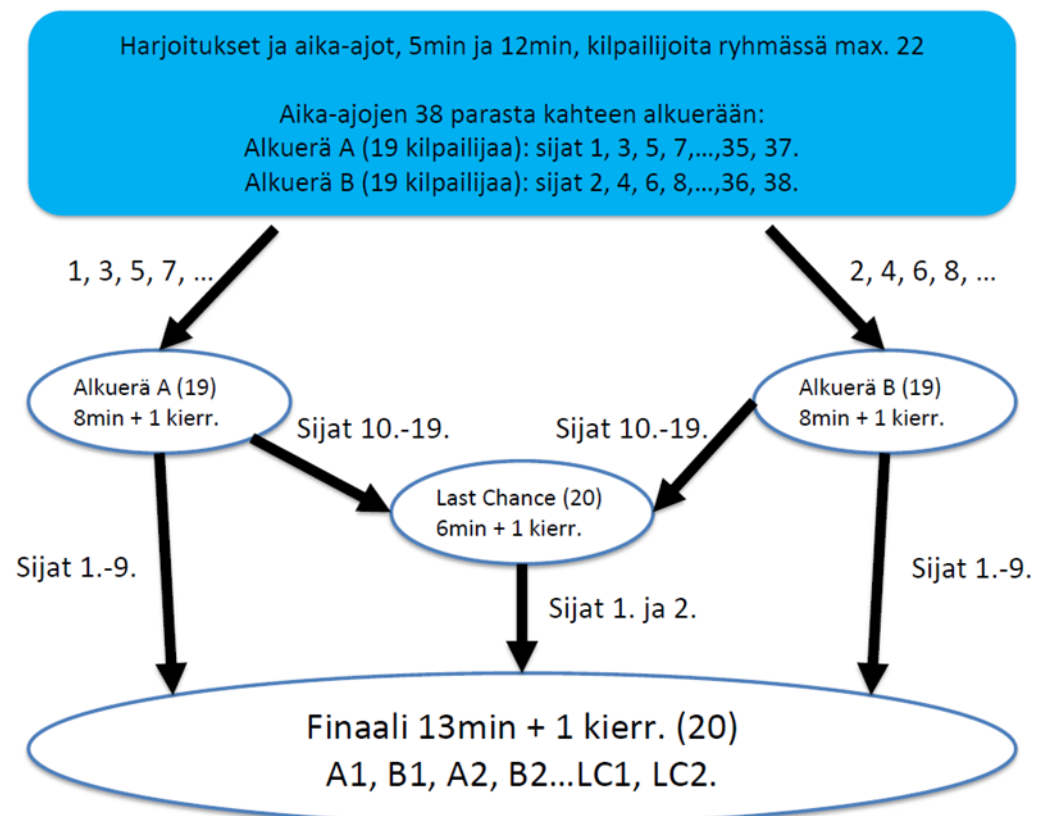 Harjoitukset ja aika-ajot, 5min ja 12min, kilpailijoita ryhmässä max. 22
Aika-ajojen 38 parasta kahteen alkuerään:
Alkuerä A (19 kilpailijaa): sijat 1, 3, 5, 7,...,35, 37.
Alkuerä B (19 kilpailijaa): sijat 2, 4, 6, 8,...,36, 38.
1, 3, 5, 7, ...
2, 4, 6, 8, ...
Alkuerä A (19)
8min + 1 kierr.
Alkuerä B (19)
8min + 1 kierr.
Sijat 10.-19.
Sijat 10.-19.
Last Chance (20)
6min + 1 kierr.
Sijat 1.-9.
Sijat 1.-9.
Sijat 1. ja 2.
Finaali 13min + 1 kierr. (20)
A1, B1, A2, B2...LC1, LC2.